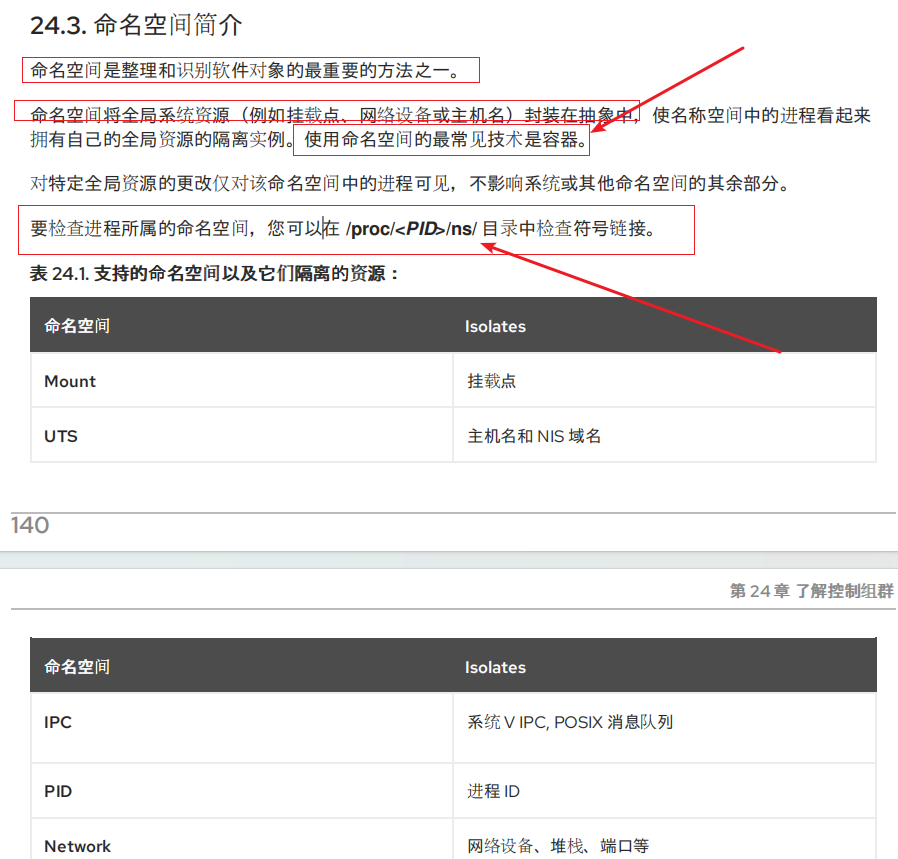 24.3. 命名空间简介
命名空间是整理和识别软件对象的最重要的方法之一。
命名空间将全局系统资源（例如挂载点、网络设备或主机名）封装在抽象中，使名称空间中的进程看起来
拥有自己的全局资源的隔离实例。使用命名空间的最常见技术是容器。
对特定全局资源的更改仅对该命名空间中的进程可见，不影响系统或其他命名空间的其余部分。
要检查进程所属的命名空间，您可以在 /proc/<PID>/ns/ 目录中检查符号链接。
表 24.1. 支持的命名空间以及它们隔离的资源：
命名空间 Isolates
Mount 挂载点
UTS 主机名和 NIS 域名
140
第 24 章 了解控制组群
命名空间 Isolates
IPC 系统 V IPC, POSIX 消息队列
PID 进程 ID
Network 网络设备、堆栈、端口等